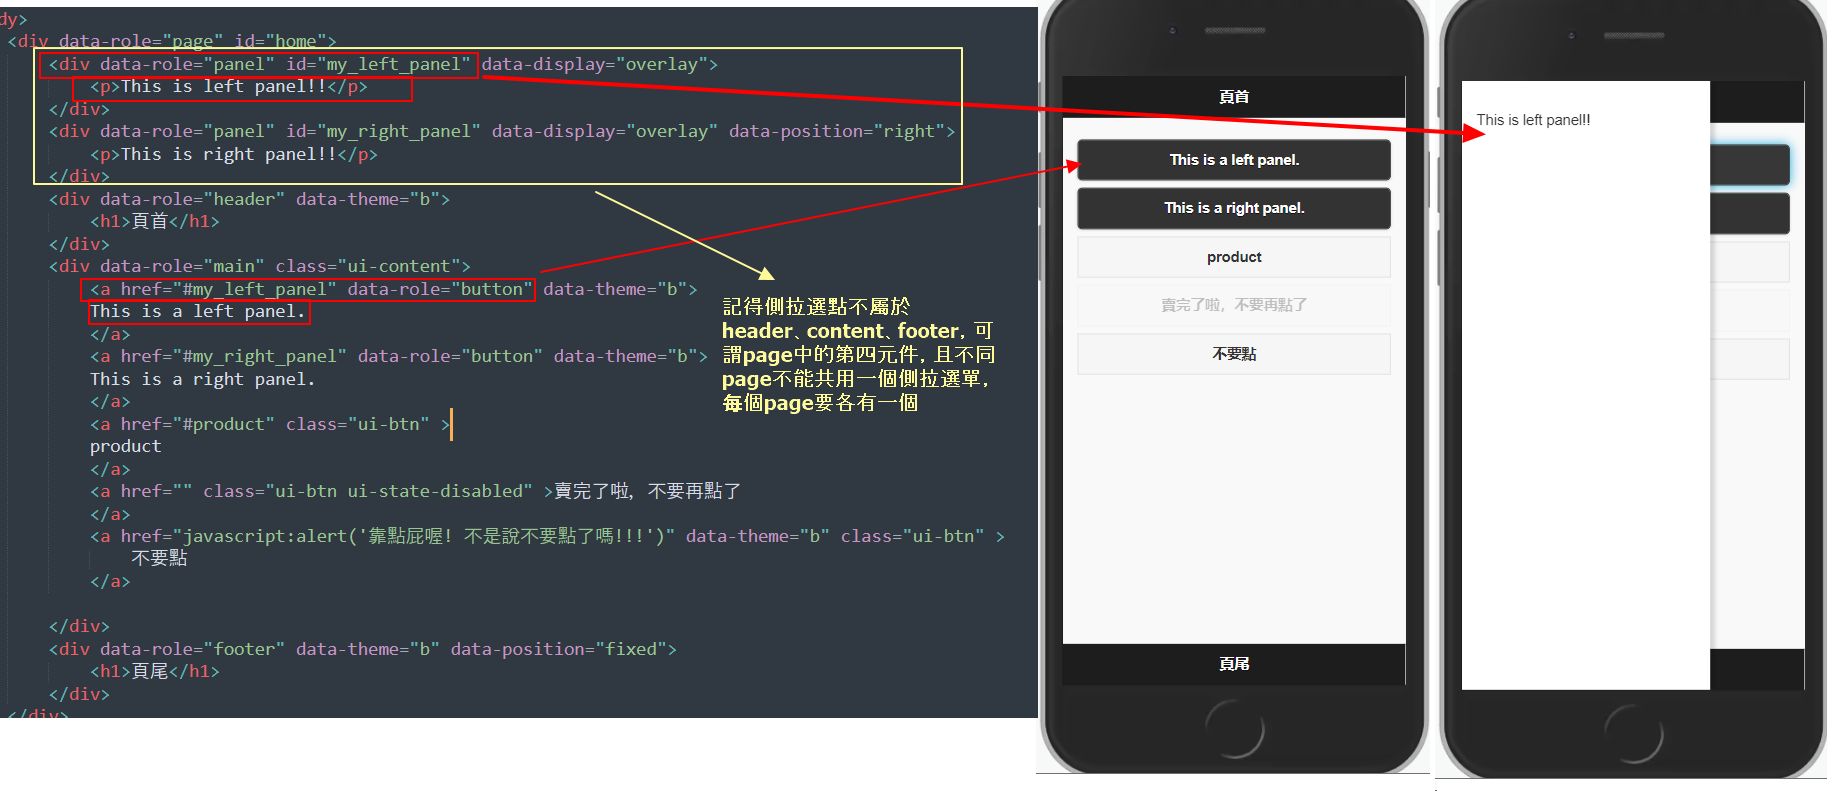 dy>
<div data-role="page" id="home">
<div data-role="panel" id="my_left_panel" data-display="overlay">
<p>This is left panel!!</p>
</div>
<div data-role="panel" id="my_right_panel" data-display="overlay" data-position="right">
<p>This is right panel!!</p>
</div>
<div data-role="header" data-theme="b">
<h1>頁首</h1>
</div>
<div data-role="main" class="ui-content">
<a href="#my_left_panel" data-role="button" data-theme="b">
This is a left panel.
</a>
<a href="#my_right_panel" data-role="button" data-theme="b">
This is a right panel.
</a>
<a href="#product" class="ui-btn" >
product
</a>
<a href="" class="ui-btn ui-state-disabled" >賣完了啦, 不要再點了
</a>
<a href="javascript:alert('靠點屁喔! 不是說不要點了嗎!!!')" data-theme="b" class="ui-btn" >
不要點
</a>
</div>
<div data-role="footer" data-theme="b" data-position="fixed">
<h1>頁尾</h1>
</div>
</div>
記得側拉選點不屬於
header、content、footer, 可
謂page中的第四元件, 且不同
page不能共用一個側拉選單,
每個page要各有一個
頁首
This is a left panel.
This is a right panel.
product
賣完了啦, 不要再點了
不要點
頁尾
This is left panel!!